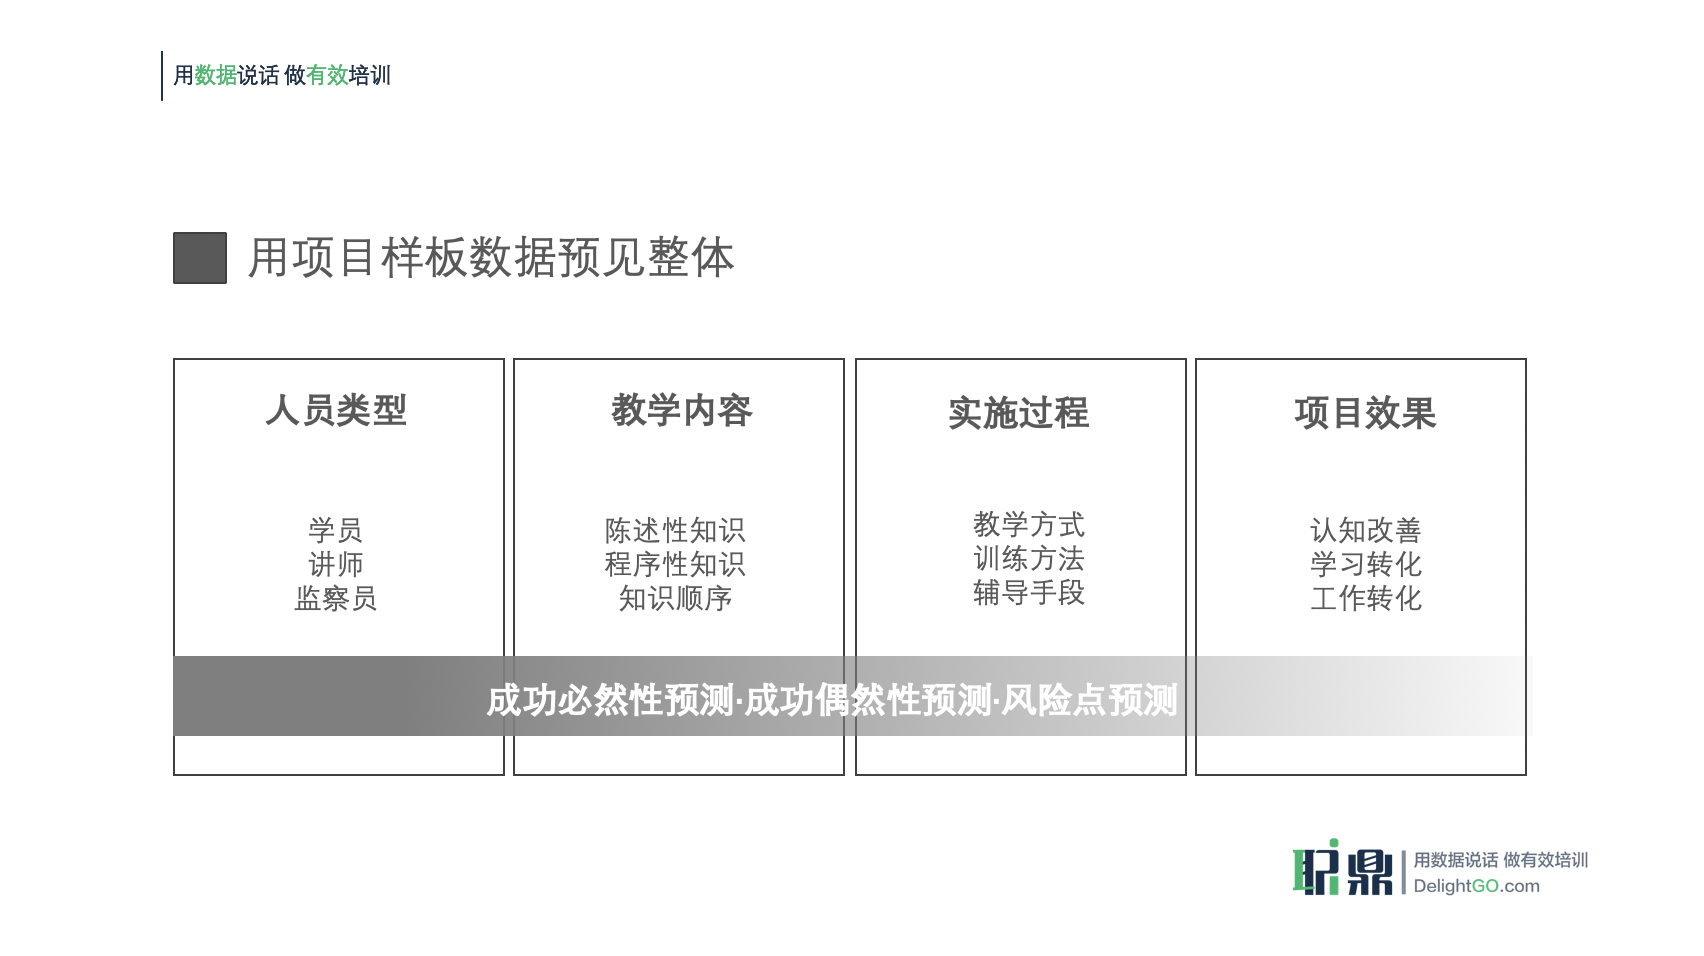 用数据说话 做有效培训
用项目样板数据预见整体
人员类型
学员
讲师
监察员
教学内容
陈述性知识
程序性知识
知识顺序
实施过程
教学方式
训练方法
辅导手段
项目效果
认知改善
学习转化
工作转化
成功必然性预测·成功偶然性预测·风险点预测
职鼎
用数据说话 做有效培训
DelightGO.com